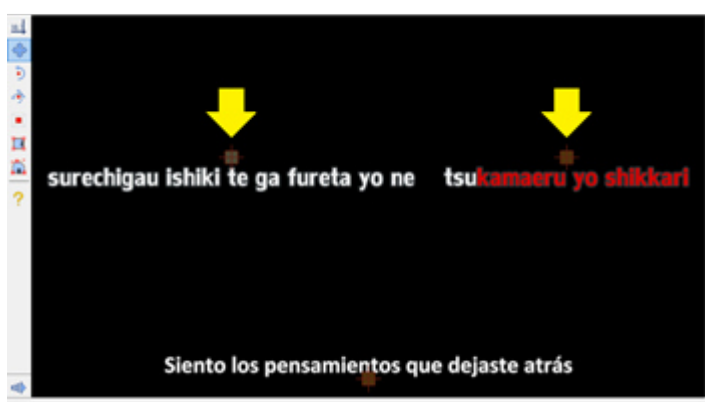 surechigau ishiki te ga fureta yo ne tsukamaeru yo shikkari
Siento los pensamientos que dejaste atrás